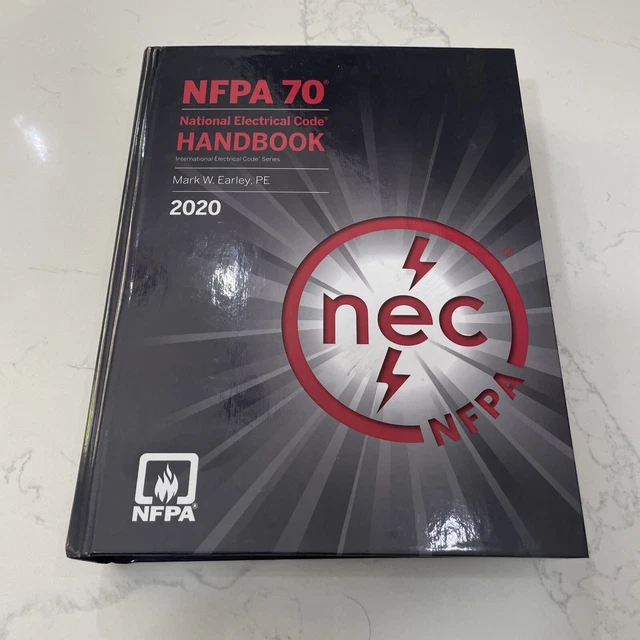 NFPA 70®
National Electrical Code®
HANDBOOK
International Electrical Code® Series
Mark W. Earley, PE
2020
nec®
NFPA
NFPA®